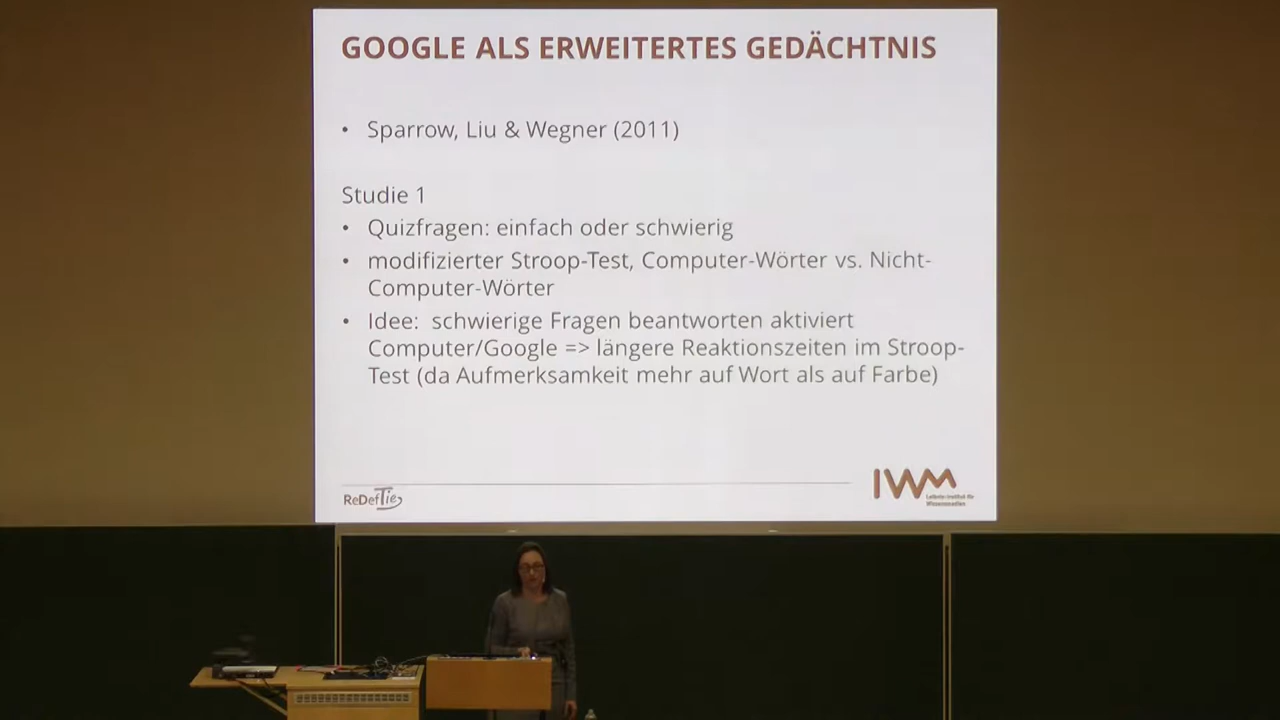 GOOGLE ALS ERWEITERTES GEDÄCHTNIS
• Sparrow, Liu & Wegner (2011)
Studie 1
• Quizfragen: einfach oder schwierig
• modifizierter Stroop-Test, Computer-Wörter vs. Nicht-
Computer-Wörter
• Idee: schwierige Fragen beantworten aktiviert
Computer/Google => längere Reaktionszeiten im Stroop-
Test (da Aufmerksamkeit mehr auf Wort als auf Farbe)
ReDefTie
IWM
Leibniz-Institut für
Wissensmedien